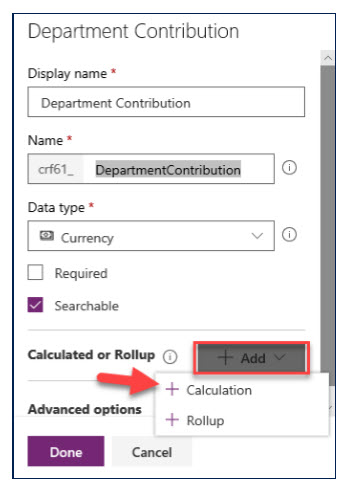 Department Contribution
Display name *
Department Contribution
Name *
crf61_ DepartmentContribution
Data type *
Currency
Required
Searchable
Calculated or Rollup + Add
+ Calculation
Advanced options
+ Rollup
Done Cancel